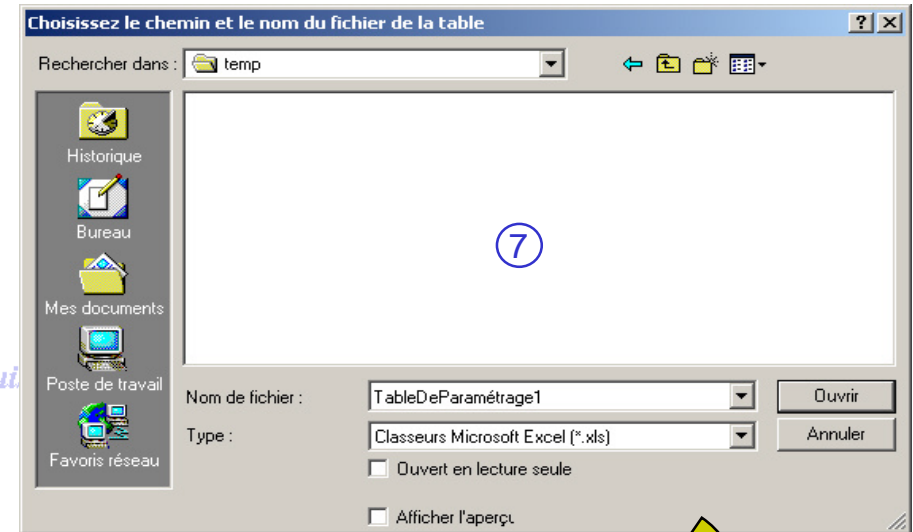 Choisissez le chemin et le nom du fichier de la table
Rechercher dans : temp
Historique
Bureau
Mes documents
Poste de travail
Favoris réseau
7
Nom de fichier : TableDeParamétrage1 Ouvrir
Type : Classeurs Microsoft Excel (*.xls) Annuler
Ouvert en lecture seule
Afficher l'aperçu